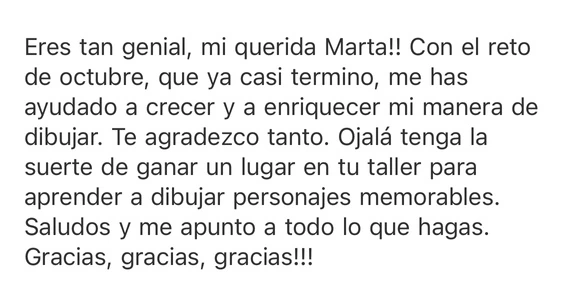 Eres tan genial, mi querida Marta!! Con el reto
de octubre, que ya casi termino, me has
ayudado a crecer y a enriquecer mi manera de
dibujar. Te agradezco tanto. Ojalá tenga la
suerte de ganar un lugar en tu taller para
aprender a dibujar personajes memorables.
Saludos y me apunto a todo lo que hagas.
Gracias, gracias, gracias!!!